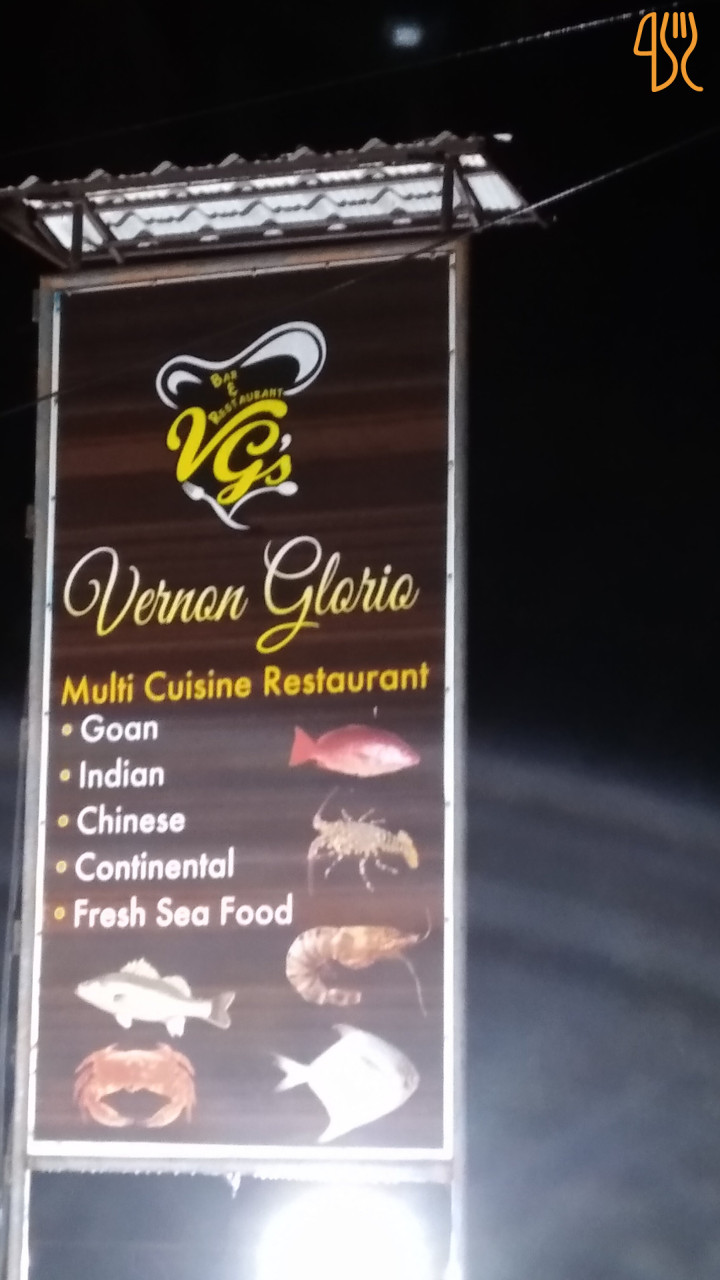 Bar
&
Restaurant
VG's
Vernon Glorio
Multi Cuisine Restaurant
• Goan
• Indian
• Chinese
• Continental
• Fresh Sea Food